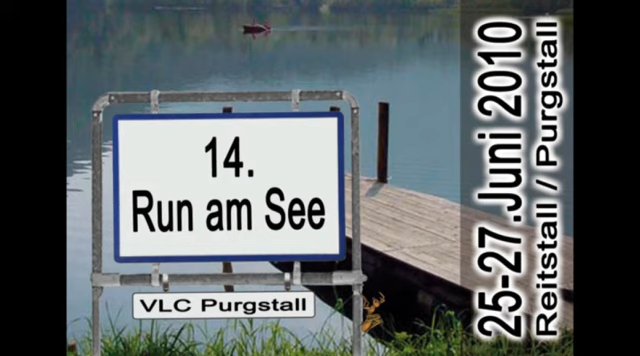 14.
Run am See
VLC Purgstall
25-27.Juni 2010
Reitstall / Purgstall